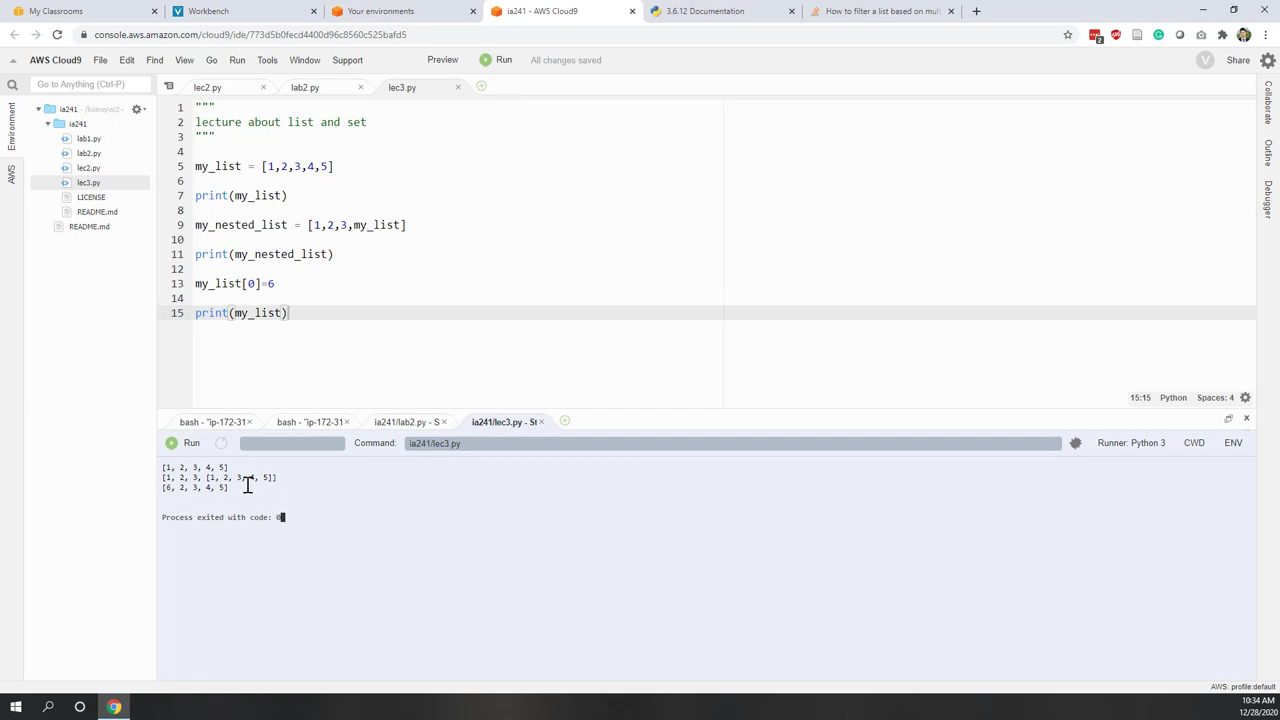 My Classrooms
Workbench
Your environments
ia241 - AWS Cloud9
3.6.12 Documentation
How to filter a list based on mult
console.aws.amazon.com/cloud9/ide/773d5b0fecd4400d96c8560c525bafd5
AWS Cloud9 File Edit Find View Go Run Tools Window Support Preview Run All changes saved V Share
Go to Anything (Ctrl-P)
lec2.py
lab2.py
lec3.py
Environment
AWS
Collaborate
Outline
Debugger
ia241 - /home/ec2-
ia241
lab1.py
lab2.py
lec2.py
lec3.py
LICENSE
README.md
README.md
1 """
2 lecture about list and set
3 """
4
5 my_list = [1,2,3,4,5]
6
7 print(my_list)
8
9 my_nested_list = [1,2,3,my_list]
10
11 print(my_nested_list)
12
13 my_list[0]=6
14
15 print(my_list)
15:15 Python Spaces: 4
bash - "ip-172-31
bash - "ip-172-31
ia241/lab2.py - S
ia241/lec3.py - St
Run Command: ia241/lec3.py Runner: Python 3 CWD ENV
[1, 2, 3, 4, 5]
[1, 2, 3, [1, 2, 3, 4, 5]]
[6, 2, 3, 4, 5]
Process exited with code: 0
AWS: profile:default
10:34 AM
12/28/2020